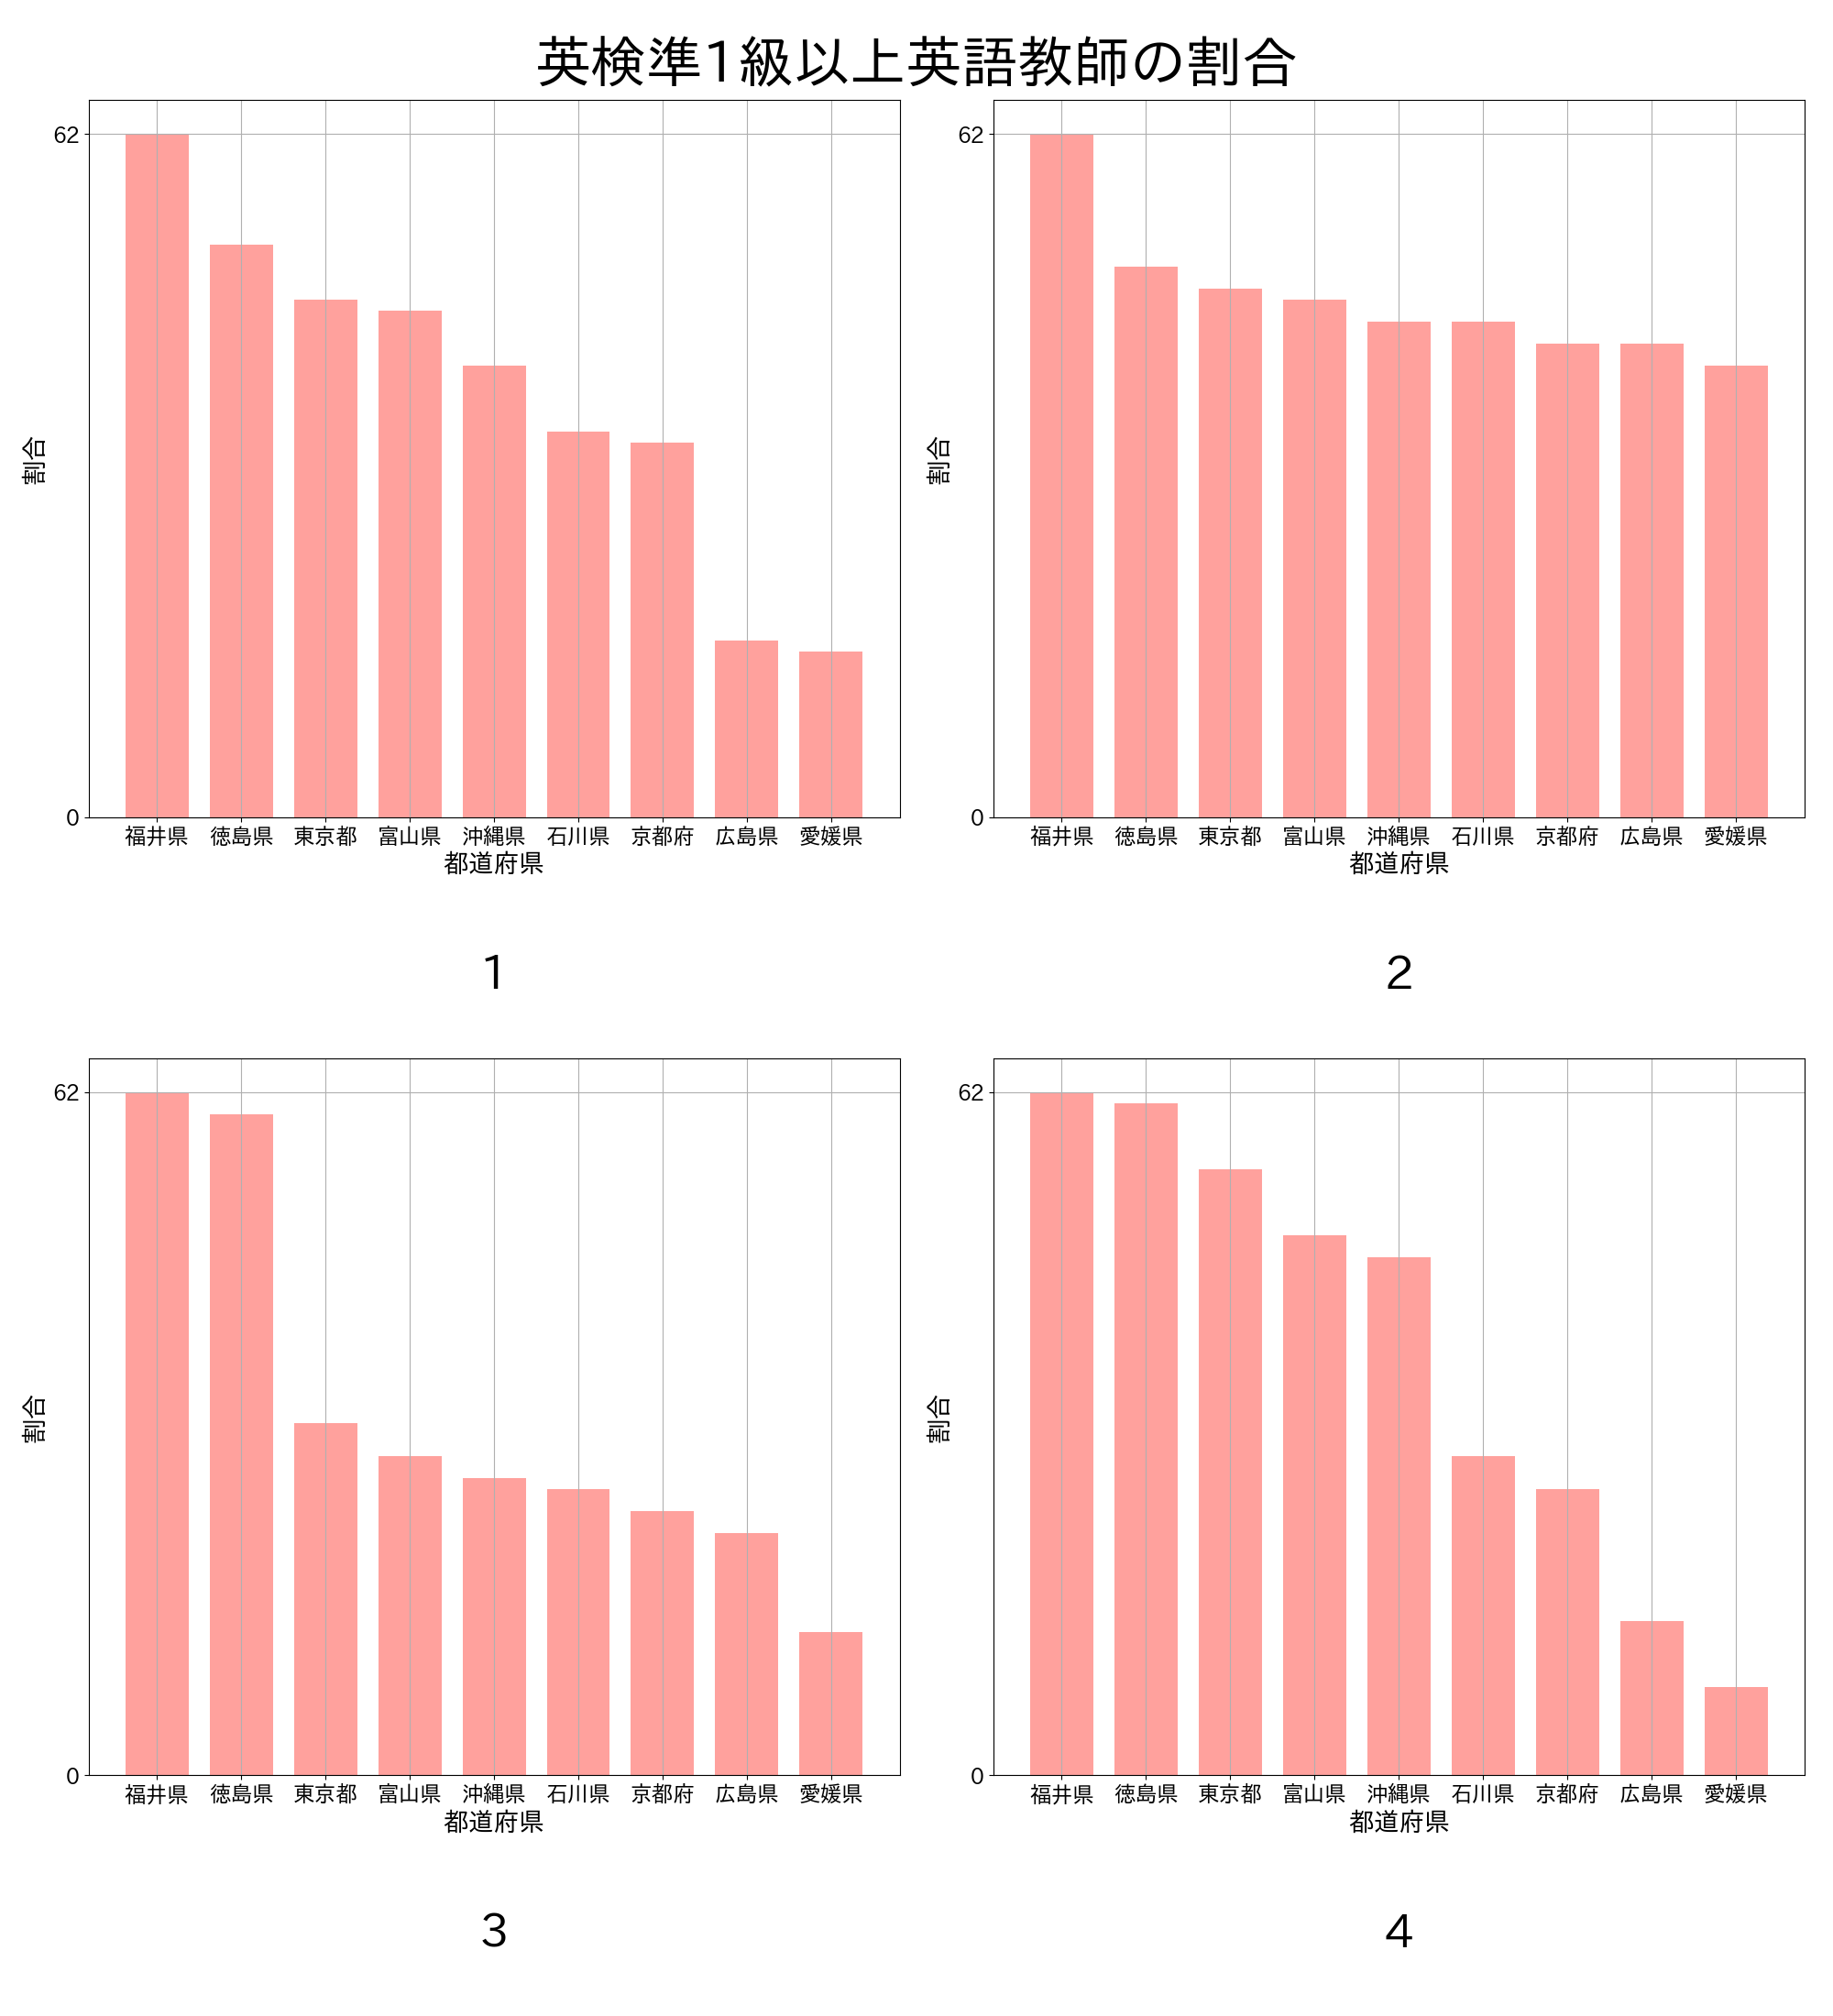 英検準1級以上英語教師の割合
62
割合
0
福井県 徳島県 東京都 富山県 沖縄県 石川県 京都府 広島県 愛媛県
都道府県
1
62
割合
0
福井県 徳島県 東京都 富山県 沖縄県 石川県 京都府 広島県 愛媛県
都道府県
2
62
割合
0
福井県 徳島県 東京都 富山県 沖縄県 石川県 京都府 広島県 愛媛県
都道府県
3
62
割合
0
福井県 徳島県 東京都 富山県 沖縄県 石川県 京都府 広島県 愛媛県
都道府県
4